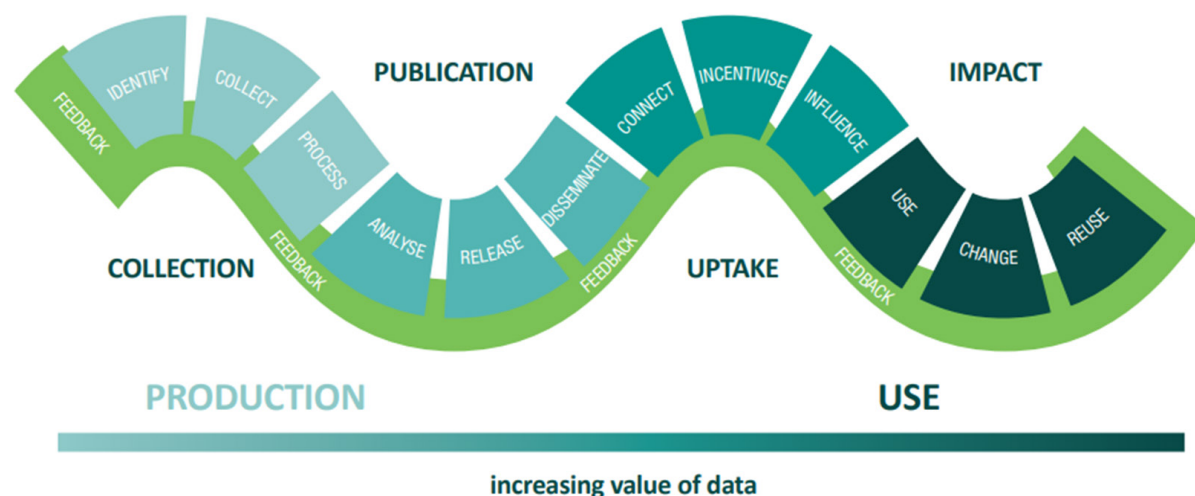 FEEDBACK
IDENTIFY
COLLECT
PROCESS
COLLECTION
FEEDBACK
PUBLICATION
ANALYSE
RELEASE
DISSEMINATE
FEEDBACK
CONNECT
INCENTIVISE
INFLUENCE
UPTAKE
FEEDBACK
IMPACT
USE
CHANGE
REUSE
PRODUCTION
USE
increasing value of data